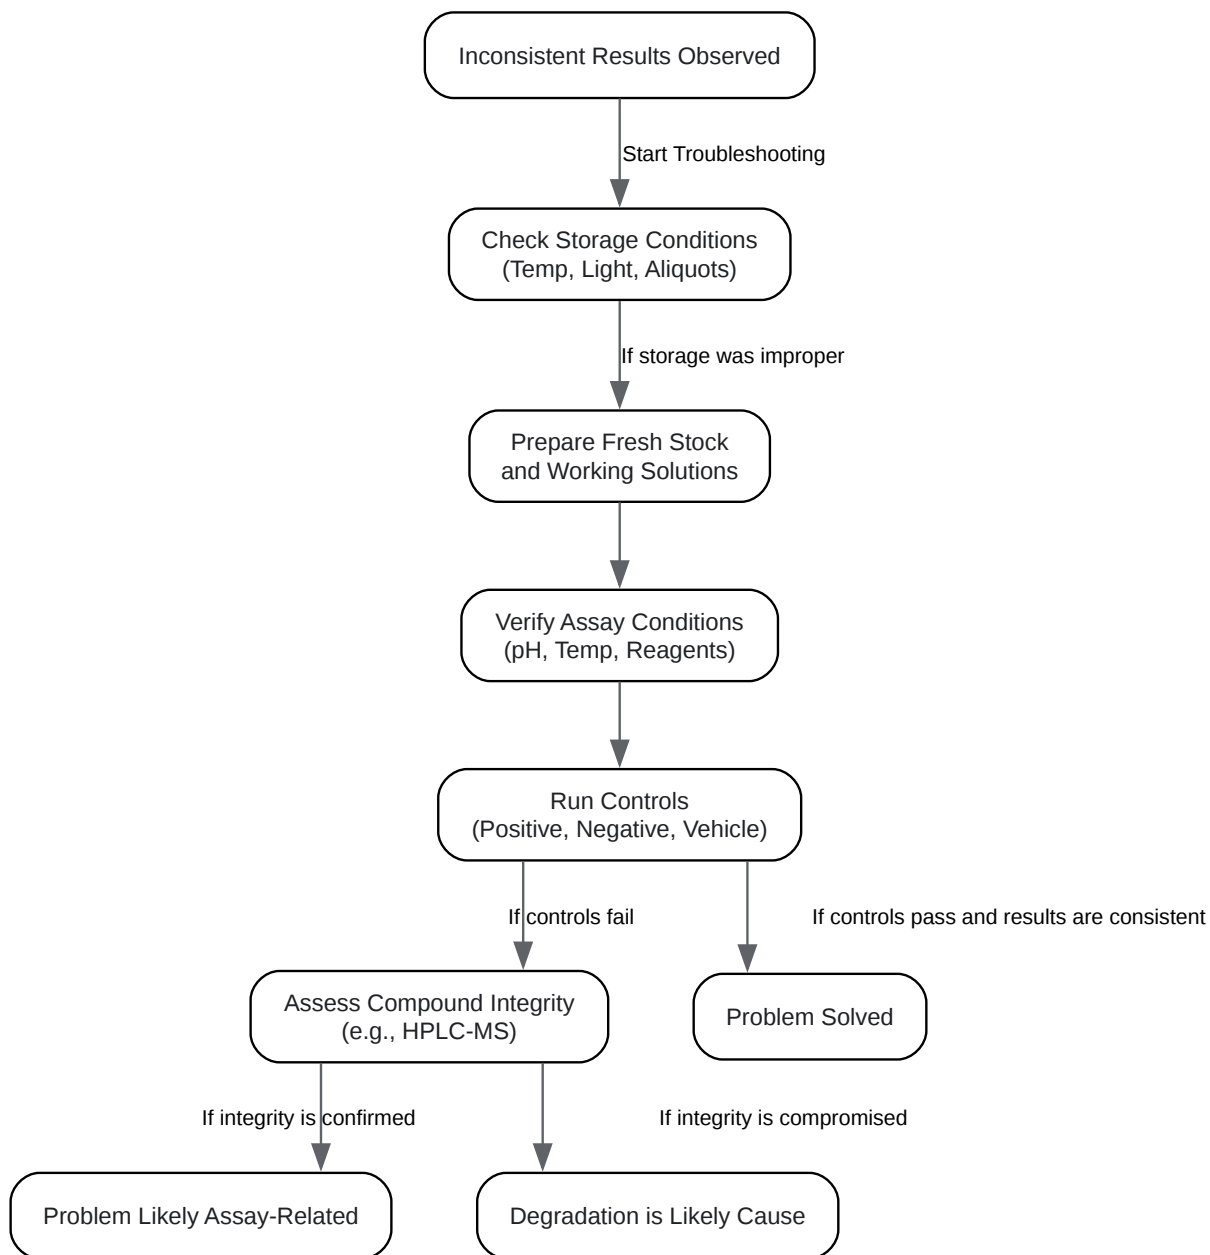 Inconsistent Results Observed
Start Troubleshooting
Check Storage Conditions
(Temp, Light, Aliquots)
If storage was improper
Prepare Fresh Stock
and Working Solutions
Verify Assay Conditions
(pH, Temp, Reagents)
Run Controls
(Positive, Negative, Vehicle)
If controls fail
If controls pass and results are consistent
Assess Compound Integrity
(e.g., HPLC-MS)
Problem Solved
If integrity is confirmed
If integrity is compromised
Problem Likely Assay-Related
Degradation is Likely Cause